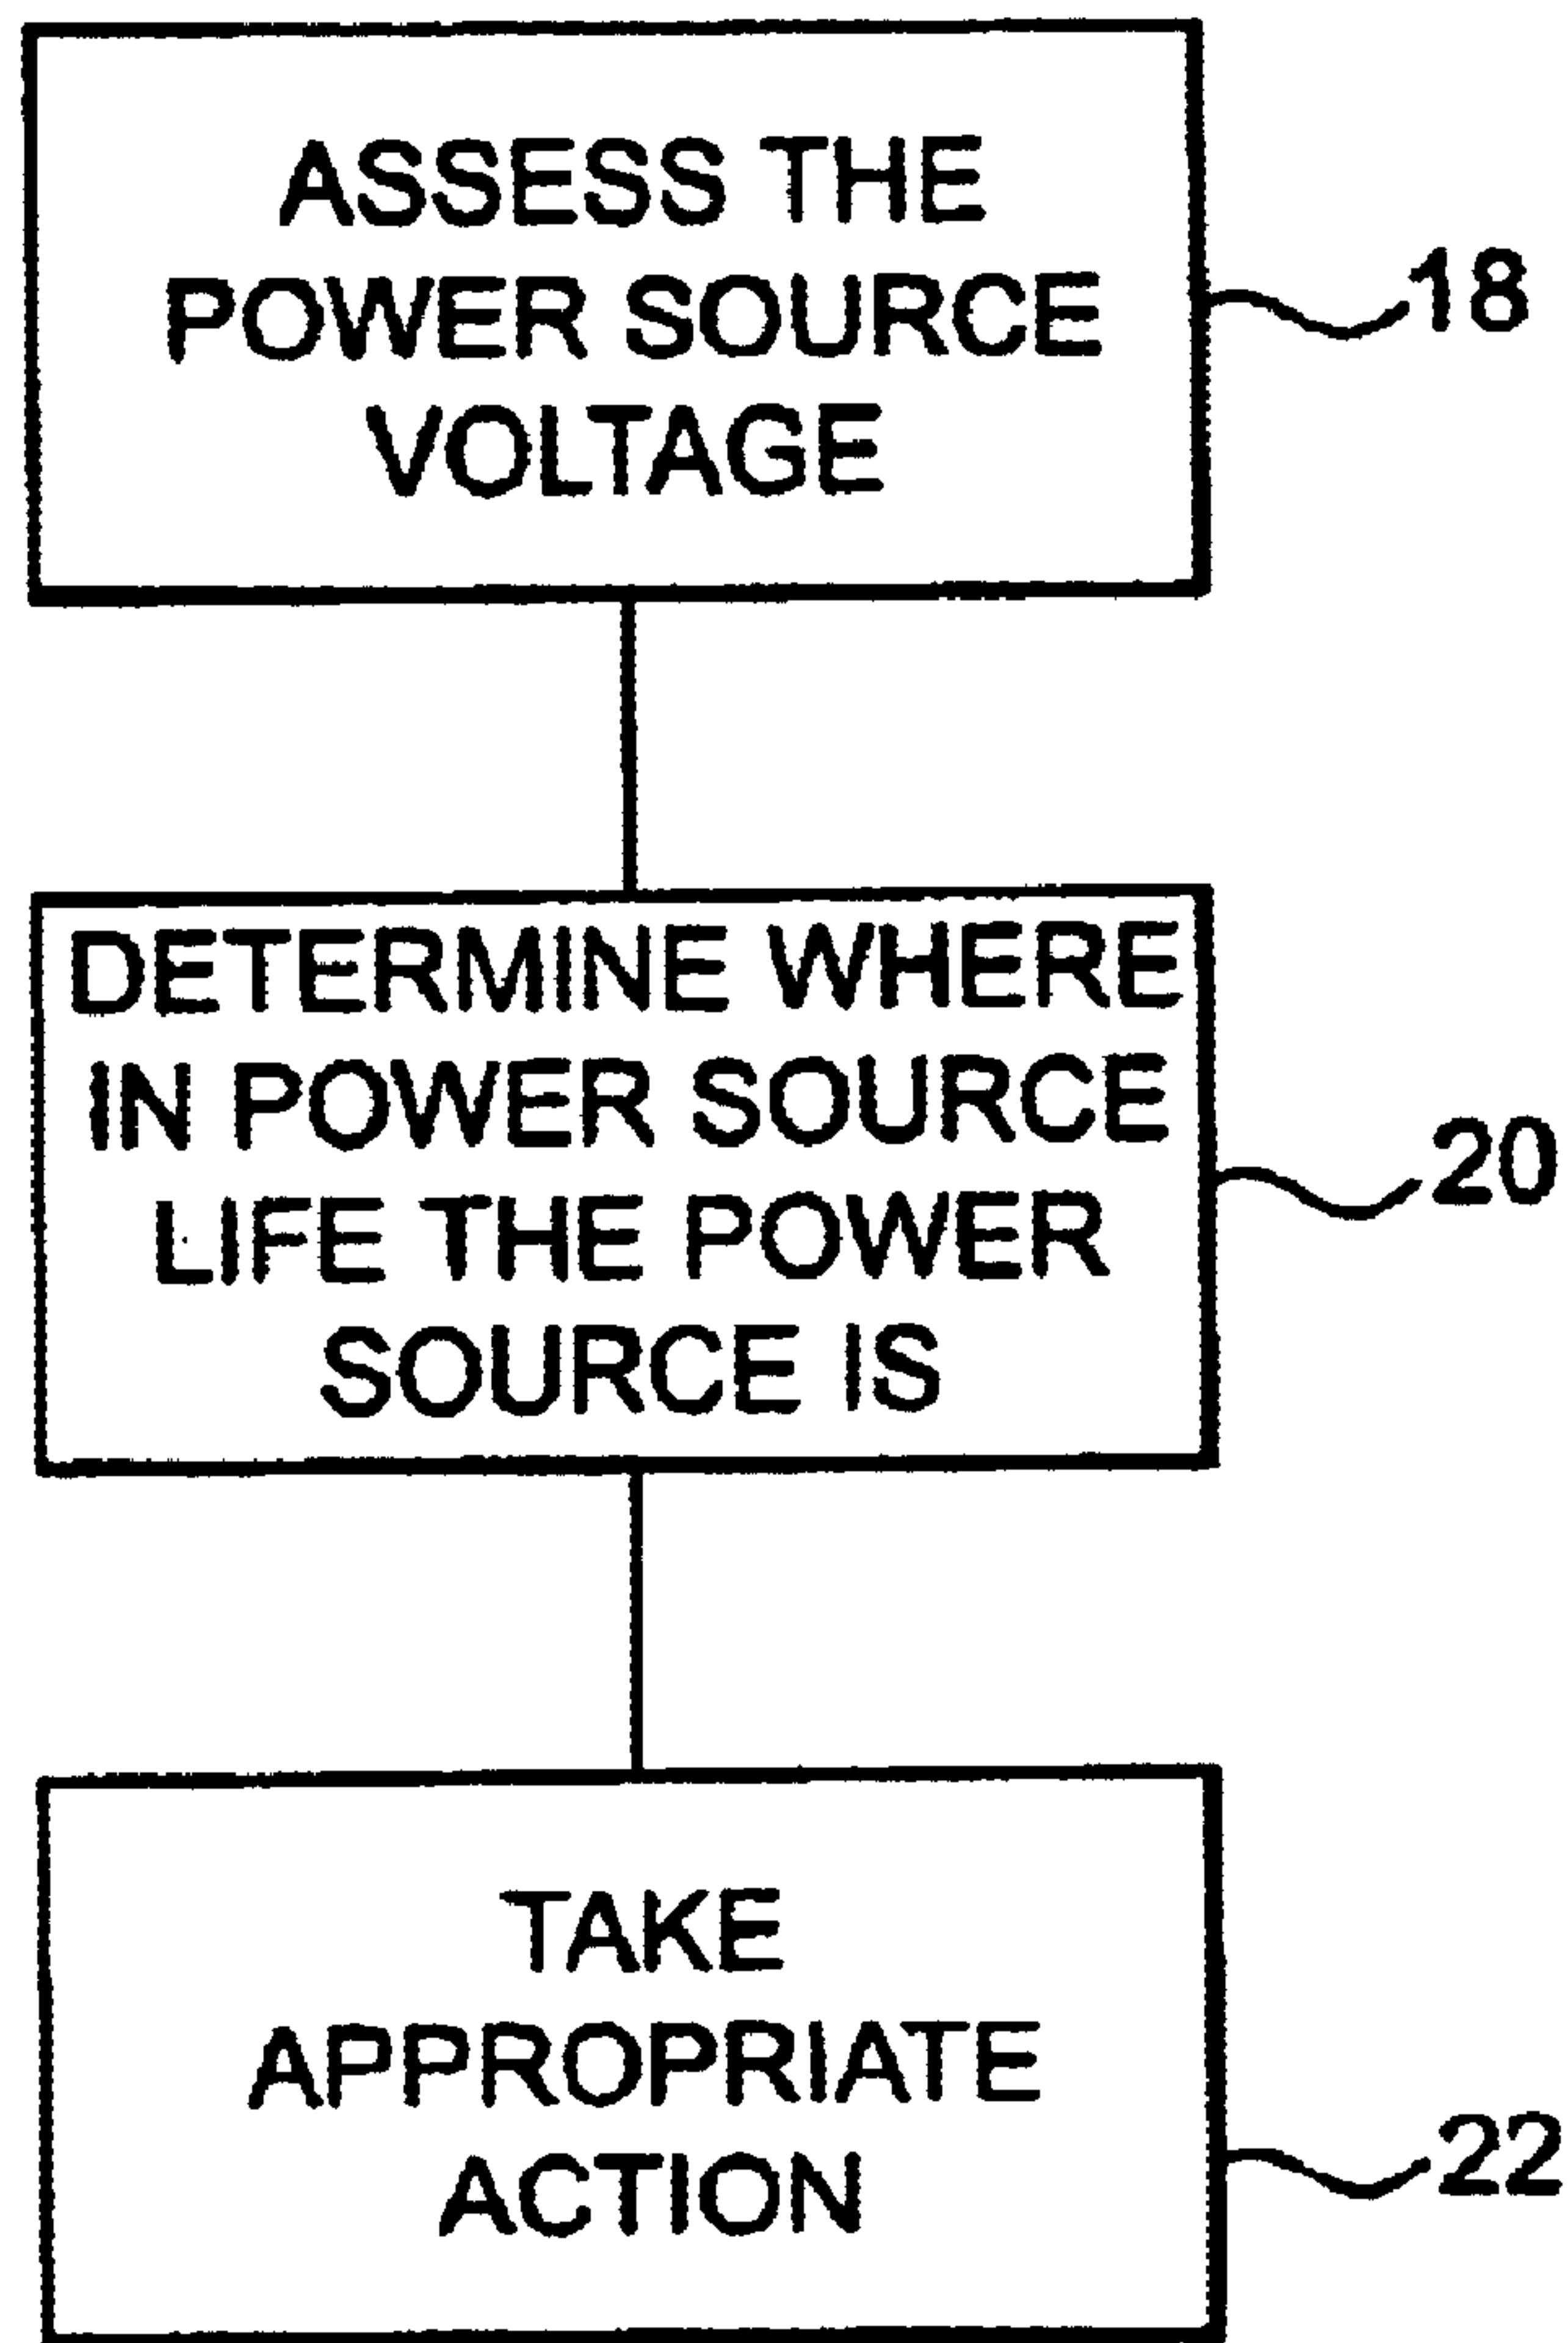 ASSESS THE
POWER SOURCE
VOLTAGE
18
DETERMINE WHERE
IN POWER SOURCE
LIFE THE POWER
SOURCE IS
20
TAKE
APPROPRIATE
ACTION
22